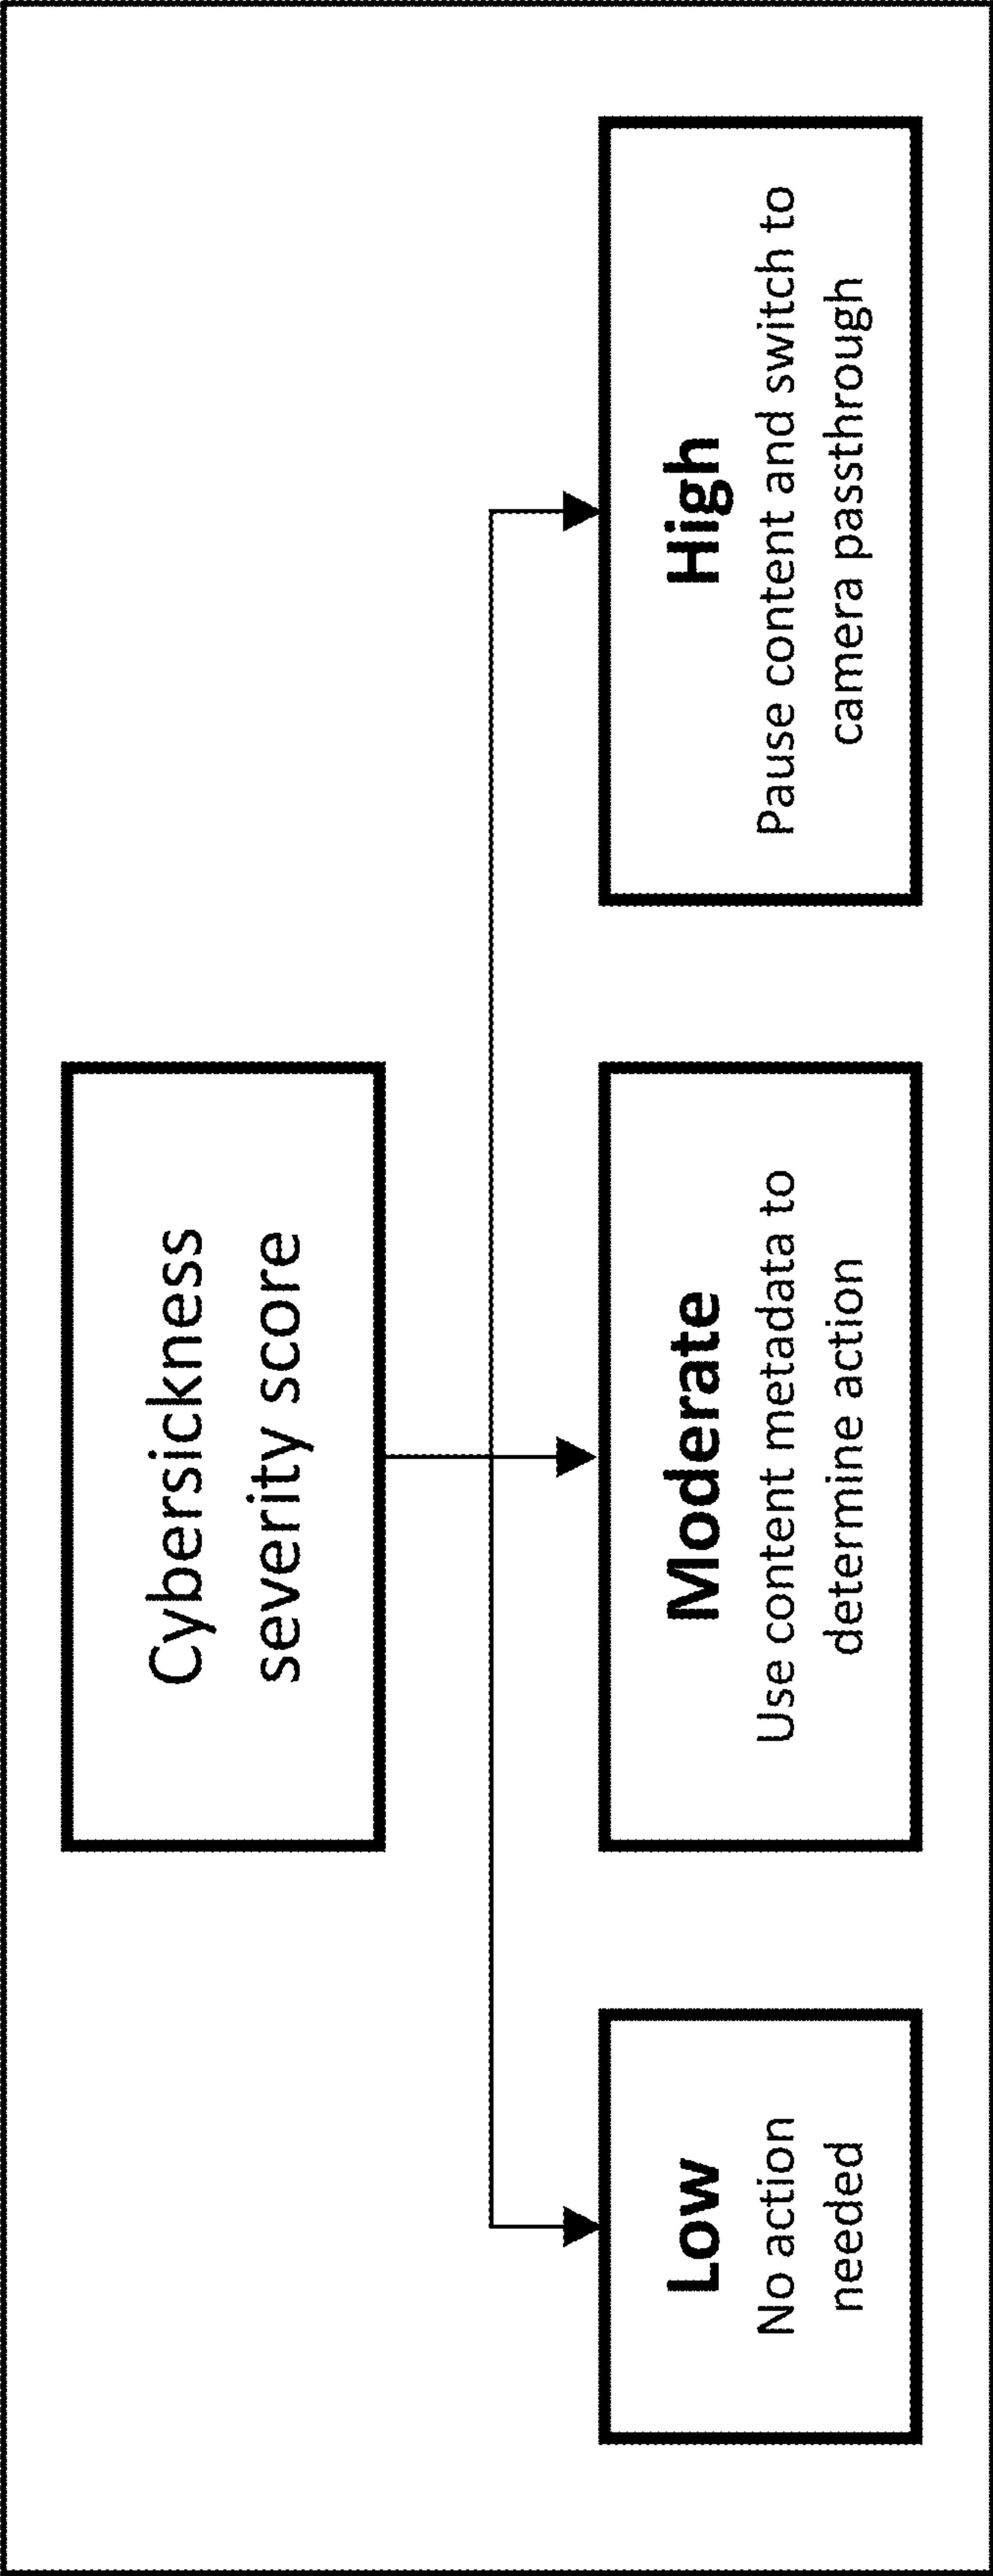 Cybersickness
severity score
Low
No action
needed
Moderate
Use content metadata to
determine action
High
Pause content and switch to
camera passthrough